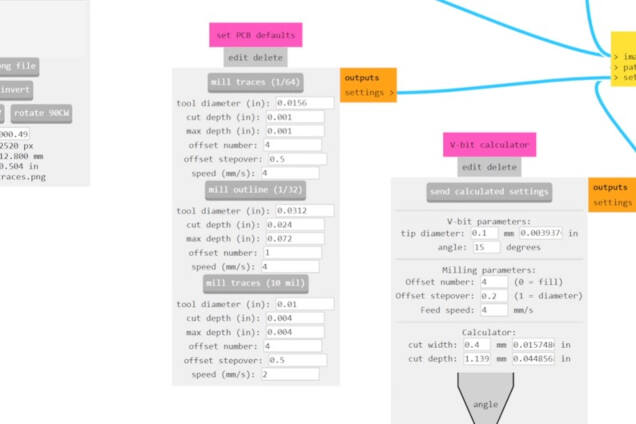 png file
invert
rotate 90CW
000.49
2520 px
12.800 mm
0.504 in
traces.png
set PCB defaults
edit delete
mill traces (1/64)
tool diameter (in): 0.0156
cut depth (in): 0.001
max depth (in): 0.001
offset number: 4
offset stepover: 0.5
speed (mm/s): 4
mill outline (1/32)
tool diameter (in): 0.0312
cut depth (in): 0.024
max depth (in): 0.072
offset number: 1
speed (mm/s): 4
mill traces (10 mil)
tool diameter (in): 0.01
cut depth (in): 0.004
max depth (in): 0.004
offset number: 4
offset stepover: 0.5
speed (mm/s): 2
outputs
settings >
V-bit calculator
edit delete
send calculated settings
V-bit parameters:
tip diameter: 0.1 mm 0.003937 in
angle: 15 degrees
Milling parameters:
Offset number: 4 (0 = fill)
Offset stepover: 0.2 (1 = diameter)
Feed speed: 4 mm/s
Calculator:
cut width: 0.4 mm 0.015748 in
cut depth: 1.139 mm 0.044856 in
angle
outputs
settings
> ima
> pat
> set